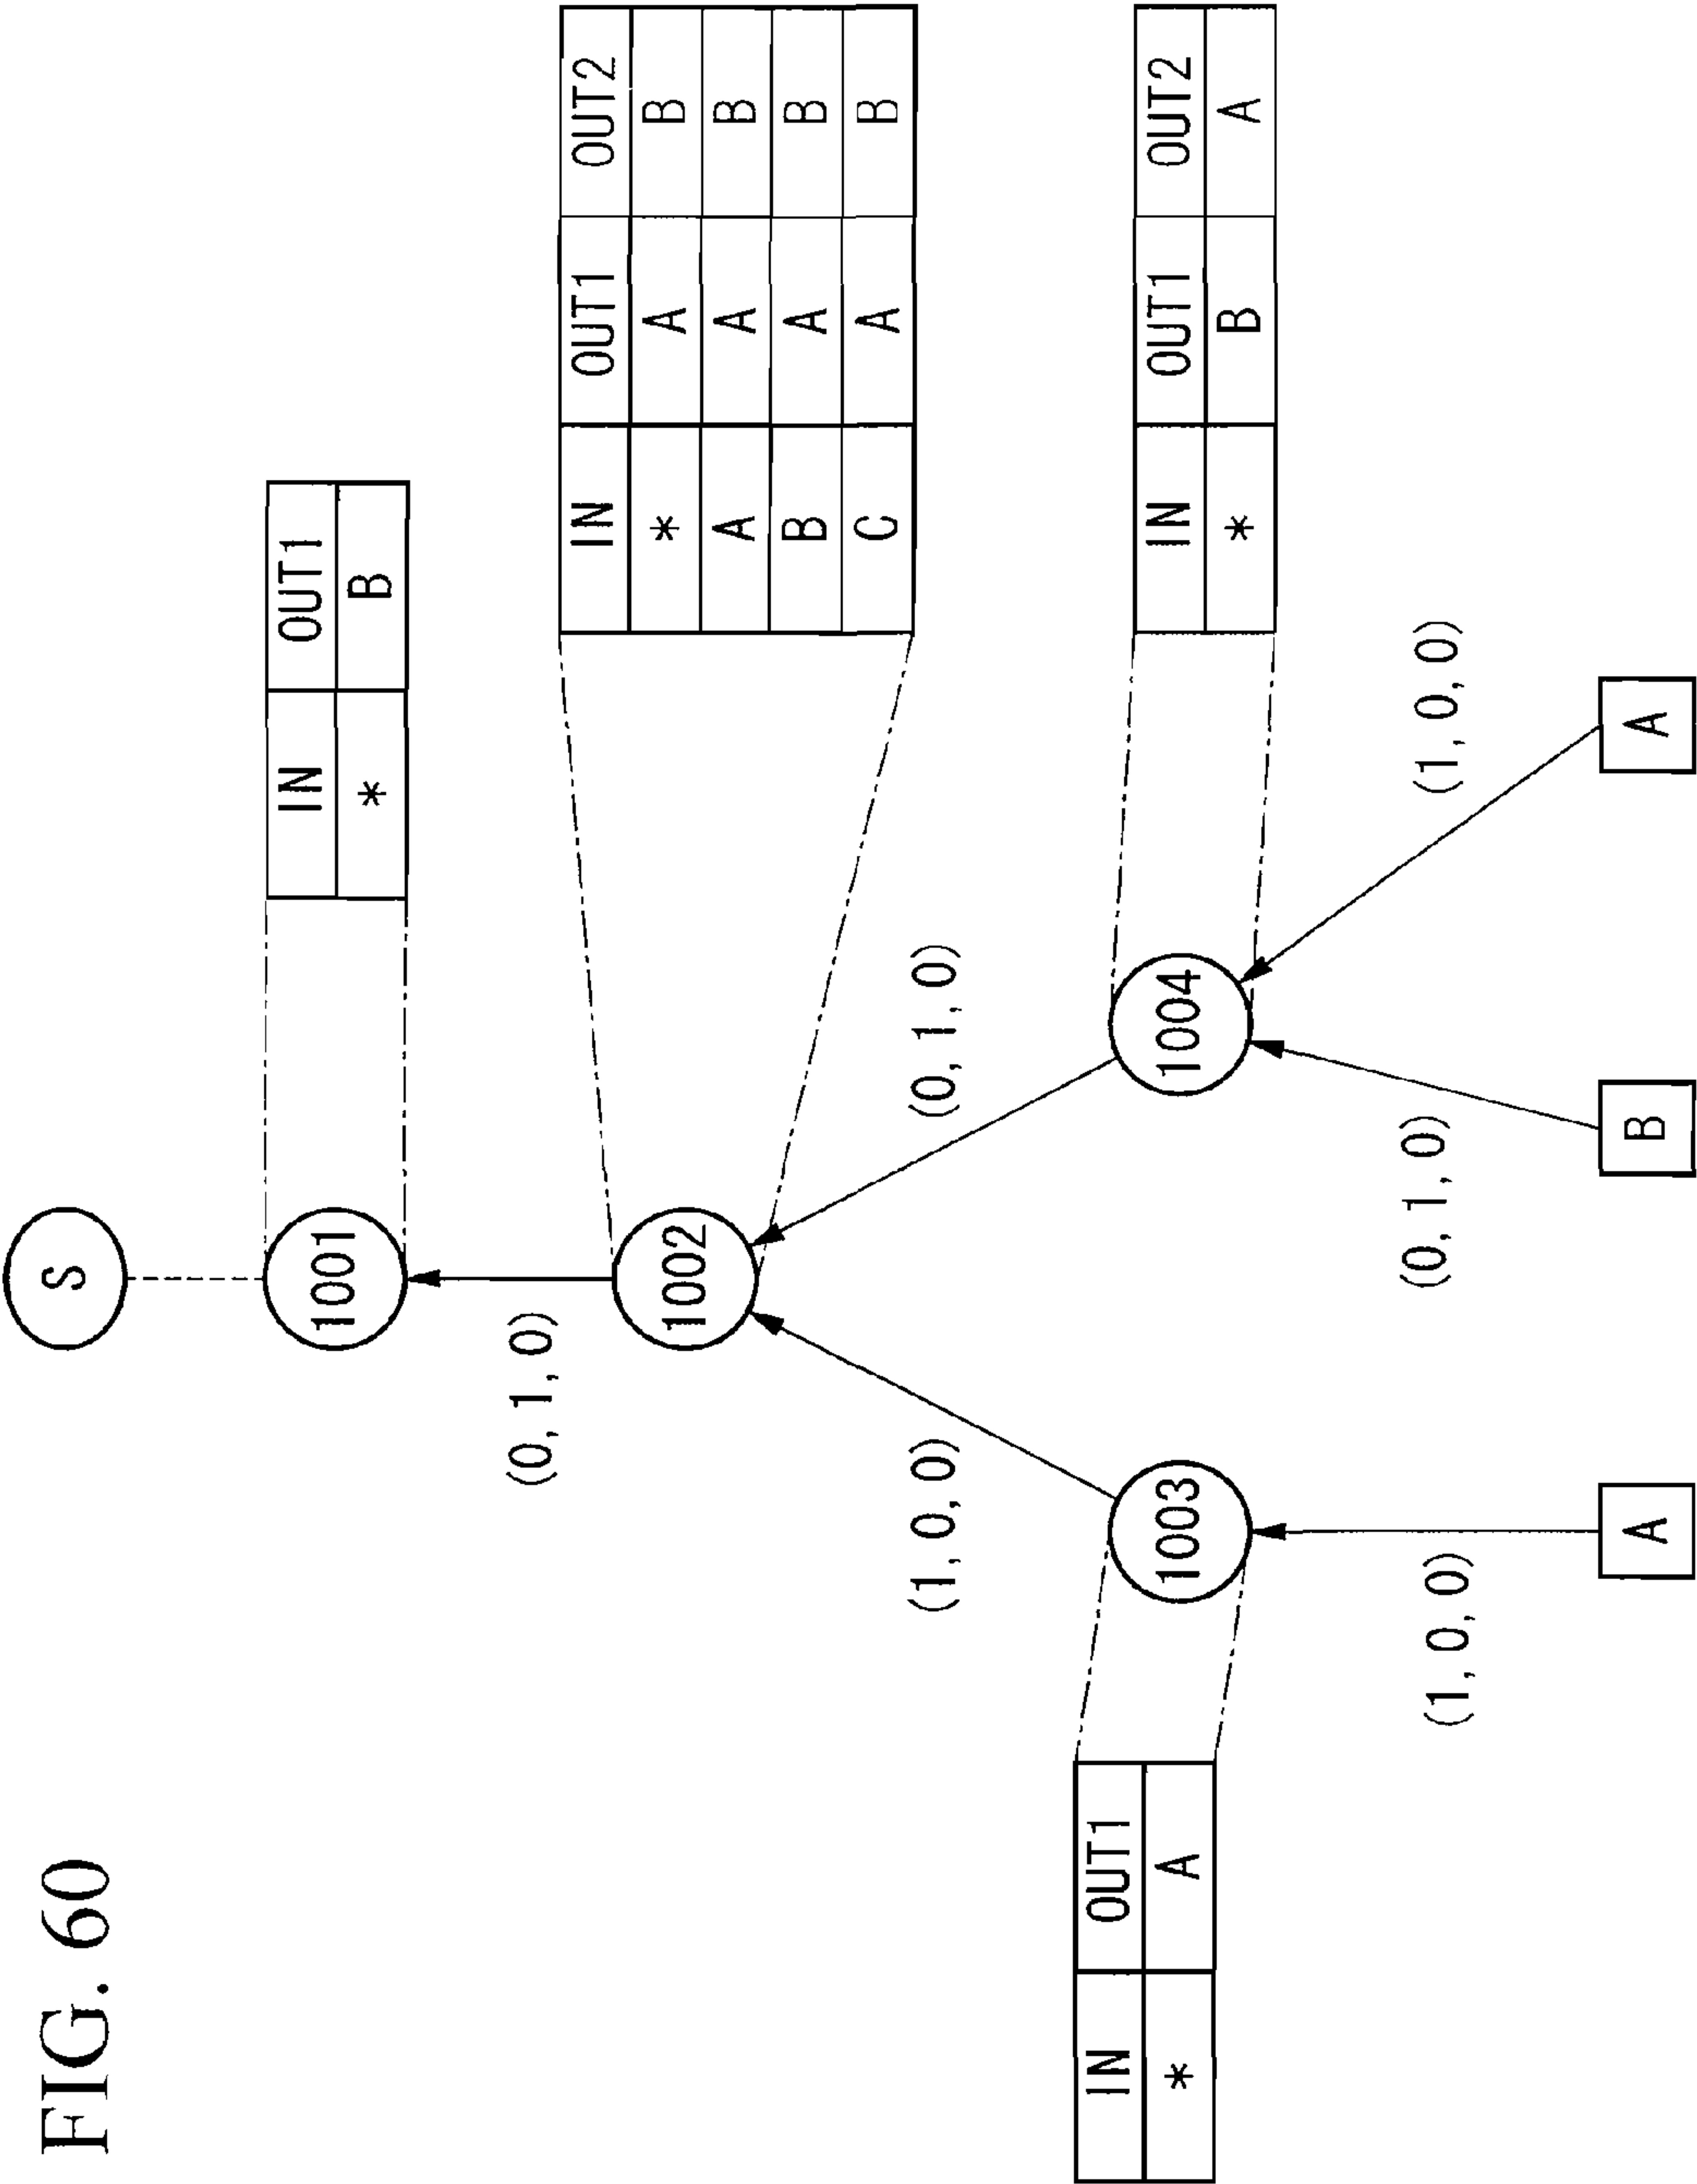 FIG. 60
S
1001
IN OUT1
* B
(0, 1, 0)
1002
IN OUT1 OUT2
* A B
A A B
B A B
C A B
(1, 0, 0)
(0, 1, 0)
IN OUT1
* A
1003
1004
IN OUT1 OUT2
* B A
(1, 0, 0)
(0, 1, 0)
(1, 0, 0)
A
B
A